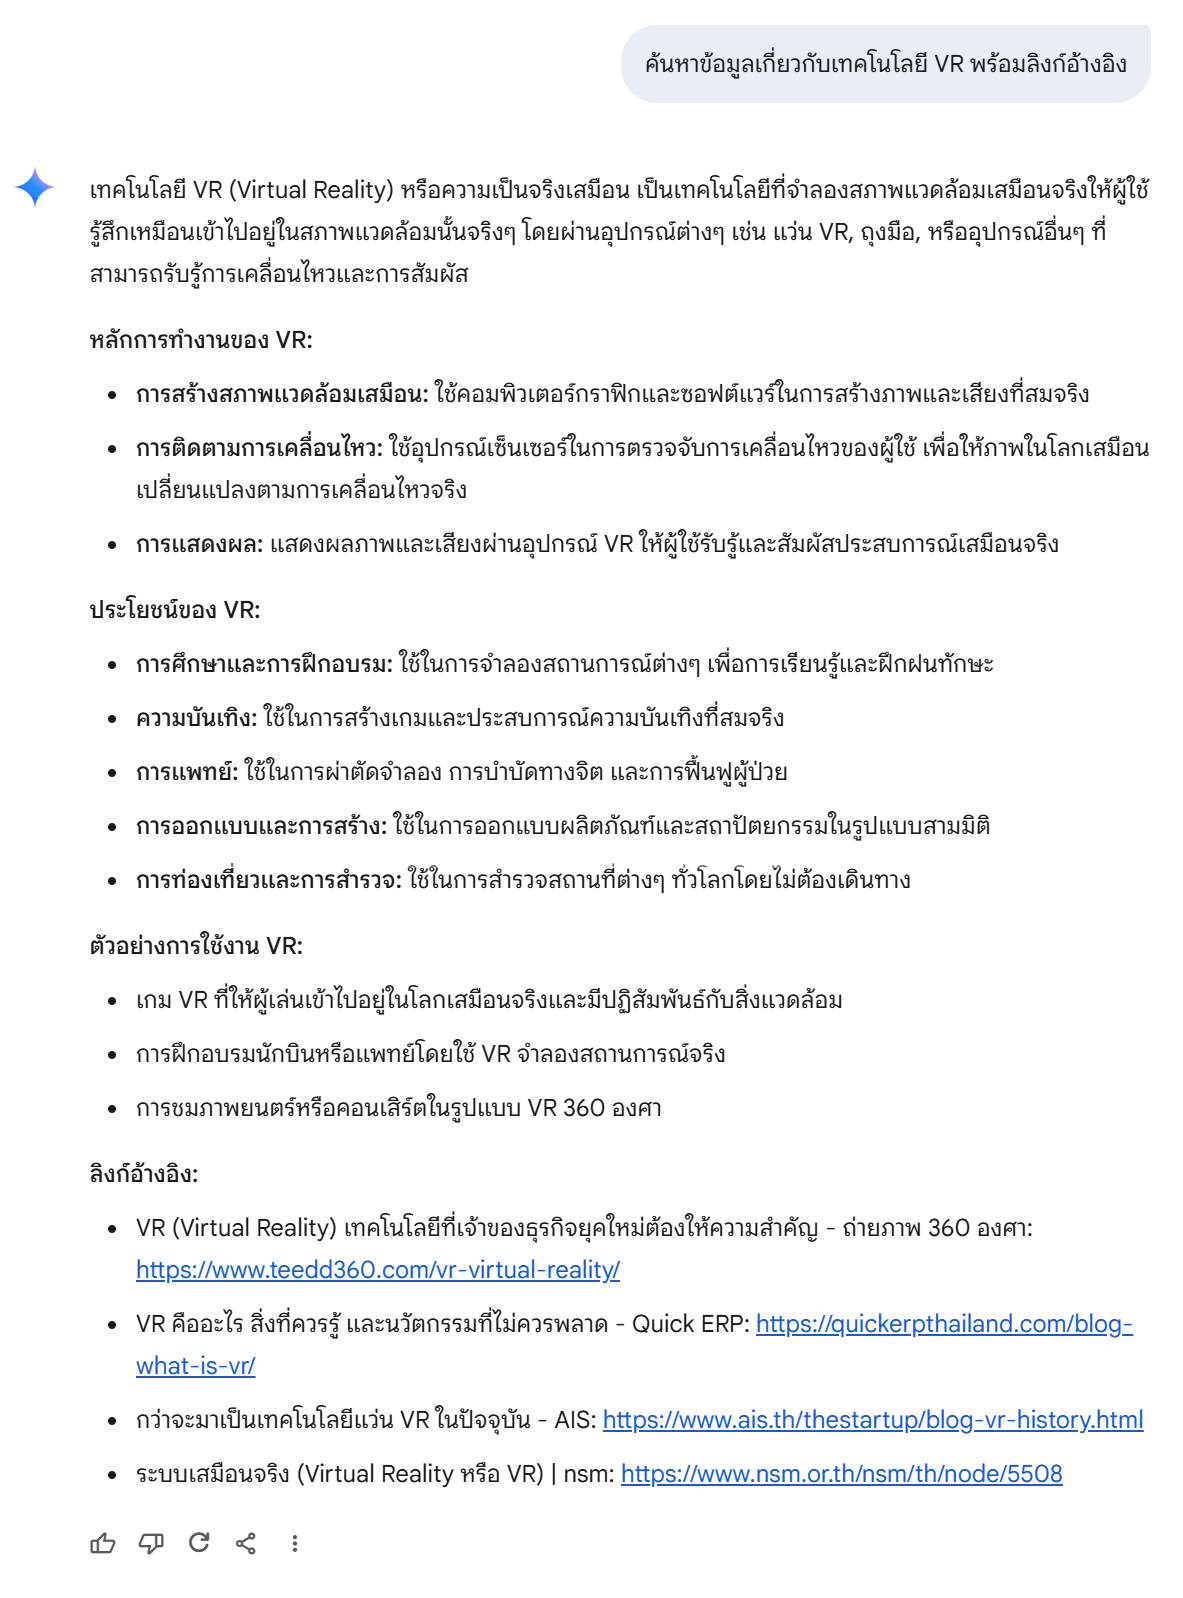 ค้นหาข้อมูลเกี่ยวกับเทคโนโลยี VR พร้อมลิงก์อ้างอิง
เทคโนโลยี VR (Virtual Reality) หรือความเป็นจริงเสมือน เป็นเทคโนโลยีที่จำลองสภาพแวดล้อมเสมือนจริงให้ผู้ใช้
รู้สึกเหมือนเข้าไปอยู่ในสภาพแวดล้อมนั้นจริงๆ โดยผ่านอุปกรณ์ต่างๆ เช่น แว่น VR, ถุงมือ, หรืออุปกรณ์อื่นๆ ที่
สามารถรับรู้การเคลื่อนไหวและการสัมผัส
หลักการทำงานของ VR:
• การสร้างสภาพแวดล้อมเสมือน: ใช้คอมพิวเตอร์กราฟิกและซอฟต์แวร์ในการสร้างภาพและเสียงที่สมจริง
• การติดตามการเคลื่อนไหว: ใช้อุปกรณ์เซ็นเซอร์ในการตรวจจับการเคลื่อนไหวของผู้ใช้ เพื่อให้ภาพในโลกเสมือน
เปลี่ยนแปลงตามการเคลื่อนไหวจริง
• การแสดงผล: แสดงผลภาพและเสียงผ่านอุปกรณ์ VR ให้ผู้ใช้รับรู้และสัมผัสประสบการณ์เสมือนจริง
ประโยชน์ของ VR:
• การศึกษาและการฝึกอบรม: ใช้ในการจำลองสถานการณ์ต่างๆ เพื่อการเรียนรู้และฝึกฝนทักษะ
• ความบันเทิง: ใช้ในการสร้างเกมและประสบการณ์ความบันเทิงที่สมจริง
• การแพทย์: ใช้ในการผ่าตัดจำลอง การบำบัดทางจิต และการฟื้นฟูผู้ป่วย
• การออกแบบและการสร้าง: ใช้ในการออกแบบผลิตภัณฑ์และสถาปัตยกรรมในรูปแบบสามมิติ
• การท่องเที่ยวและการสำรวจ: ใช้ในการสำรวจสถานที่ต่างๆ ทั่วโลกโดยไม่ต้องเดินทาง
ตัวอย่างการใช้งาน VR:
• เกม VR ที่ให้ผู้เล่นเข้าไปอยู่ในโลกเสมือนจริงและมีปฏิสัมพันธ์กับสิ่งแวดล้อม
• การฝึกอบรมนักบินหรือแพทย์โดยใช้ VR จำลองสถานการณ์จริง
• การชมภาพยนตร์หรือคอนเสิร์ตในรูปแบบ VR 360 องศา
ลิงก์อ้างอิง:
• VR (Virtual Reality) เทคโนโลยีที่เจ้าของธุรกิจยุคใหม่ต้องให้ความสำคัญ - ถ่ายภาพ 360 องศา:
https://www.teedd360.com/vr-virtual-reality/
• VR คืออะไร สิ่งที่ควรรู้ และนวัตกรรมที่ไม่ควรพลาด - Quick ERP: https://quickerpthailand.com/blog-
what-is-vr/
• กว่าจะมาเป็นเทคโนโลยีแว่น VR ในปัจจุบัน - AIS: https://www.ais.th/thestartup/blog-vr-history.html
• ระบบเสมือนจริง (Virtual Reality หรือ VR) | nsm: https://www.nsm.or.th/nsm/th/node/5508